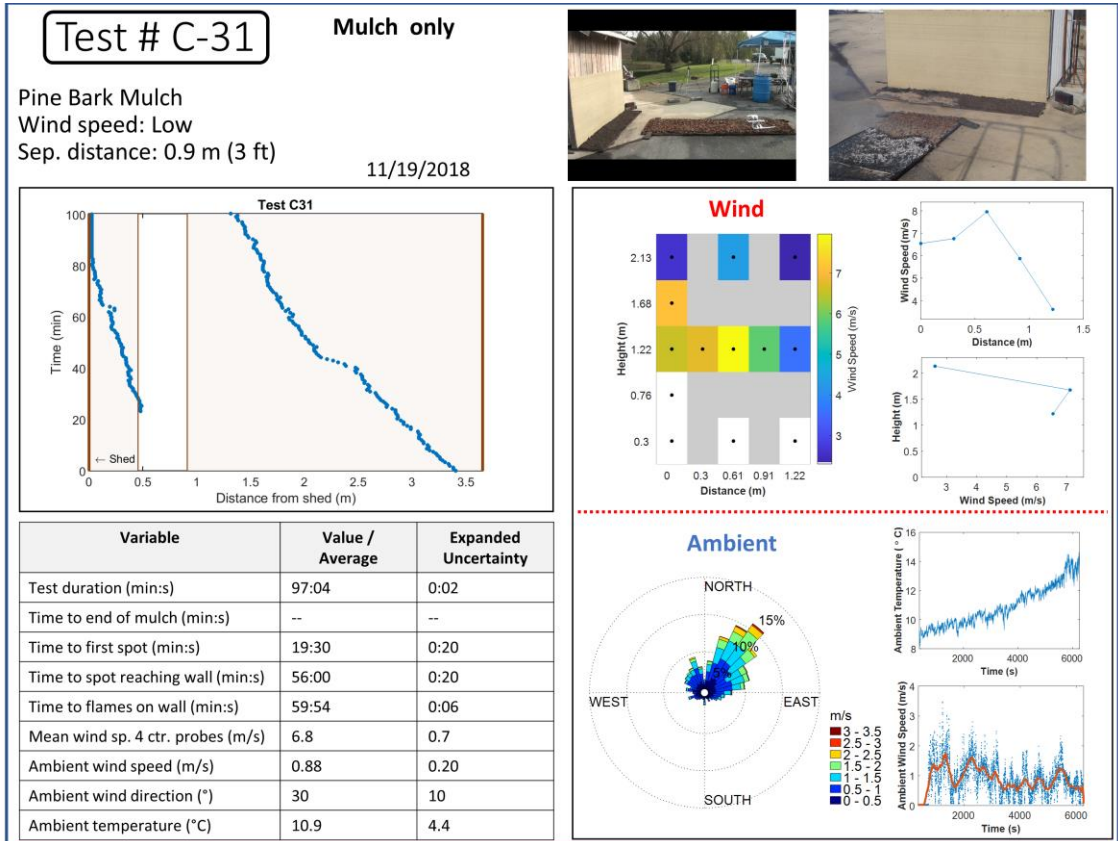 Test # C-31
Mulch only
Pine Bark Mulch
Wind speed: Low
Sep. distance: 0.9 m (3 ft)
11/19/2018
Test C31
100
80
60
40
20
0
Time (min)
← Shed
0 0.5 1 1.5 2 2.5 3 3.5
Distance from shed (m)
Variable Value / Average Expanded Uncertainty
Test duration (min:s) 97:04 0:02
Time to end of mulch (min:s) -- --
Time to first spot (min:s) 19:30 0:20
Time to spot reaching wall (min:s) 56:00 0:20
Time to flames on wall (min:s) 59:54 0:06
Mean wind sp. 4 ctr. probes (m/s) 6.8 0.7
Ambient wind speed (m/s) 0.88 0.20
Ambient wind direction (°) 30 10
Ambient temperature (°C) 10.9 4.4
Wind
2.13
1.68
1.22
0.76
0.3
Height (m)
0 0.3 0.61 0.91 1.22
Distance (m)
7
6
5
4
3
Wind Speed (m/s)
8
7
6
5
4
Wind Speed (m/s)
0 0.5 1 1.5
Distance (m)
2
1.5
1
0.5
0
Height (m)
3 4 5 6 7
Wind Speed (m/s)
Ambient
NORTH
15%
10%
5%
WEST
EAST
SOUTH
m/s
3 - 3.5
2.5 - 3
2 - 2.5
1.5 - 2
1 - 1.5
0.5 - 1
0 - 0.5
16
14
12
10
8
Ambient Temperature (° C)
2000 4000 6000
Time (s)
4
3
2
1
0
Ambient Wind Speed (m/s)
2000 4000 6000
Time (s)